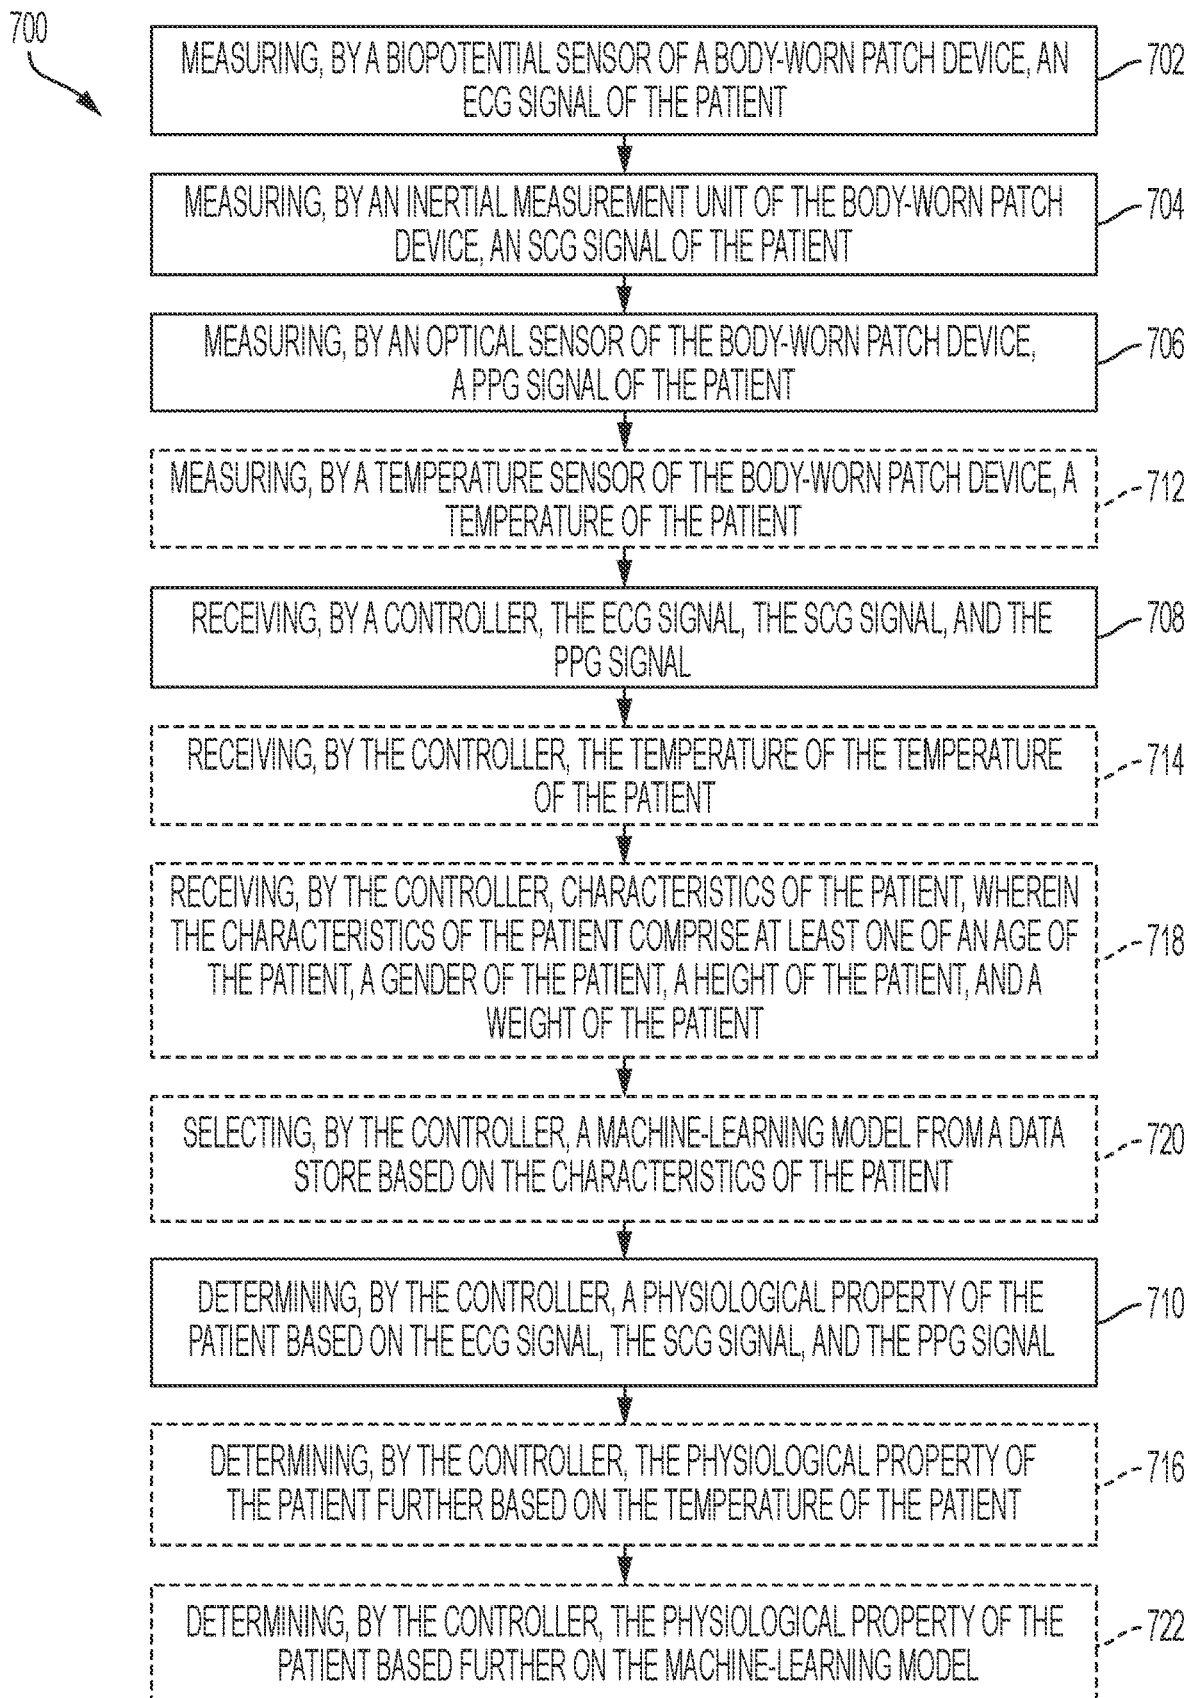 700
MEASURING, BY A BIOPOTENTIAL SENSOR OF A BODY-WORN PATCH DEVICE, AN
ECG SIGNAL OF THE PATIENT
702
MEASURING, BY AN INERTIAL MEASUREMENT UNIT OF THE BODY-WORN PATCH
DEVICE, AN SCG SIGNAL OF THE PATIENT
704
MEASURING, BY AN OPTICAL SENSOR OF THE BODY-WORN PATCH DEVICE,
A PPG SIGNAL OF THE PATIENT
706
MEASURING, BY A TEMPERATURE SENSOR OF THE BODY-WORN PATCH DEVICE, A
TEMPERATURE OF THE PATIENT
712
RECEIVING, BY A CONTROLLER, THE ECG SIGNAL, THE SCG SIGNAL, AND THE
PPG SIGNAL
708
RECEIVING, BY THE CONTROLLER, THE TEMPERATURE OF THE TEMPERATURE
OF THE PATIENT
714
RECEIVING, BY THE CONTROLLER, CHARACTERISTICS OF THE PATIENT, WHEREIN
THE CHARACTERISTICS OF THE PATIENT COMPRISE AT LEAST ONE OF AN AGE OF
THE PATIENT, A GENDER OF THE PATIENT, A HEIGHT OF THE PATIENT, AND A
WEIGHT OF THE PATIENT
718
SELECTING, BY THE CONTROLLER, A MACHINE-LEARNING MODEL FROM A DATA
STORE BASED ON THE CHARACTERISTICS OF THE PATIENT
720
DETERMINING, BY THE CONTROLLER, A PHYSIOLOGICAL PROPERTY OF THE
PATIENT BASED ON THE ECG SIGNAL, THE SCG SIGNAL, AND THE PPG SIGNAL
710
DETERMINING, BY THE CONTROLLER, THE PHYSIOLOGICAL PROPERTY OF
THE PATIENT FURTHER BASED ON THE TEMPERATURE OF THE PATIENT
716
DETERMINING, BY THE CONTROLLER, THE PHYSIOLOGICAL PROPERTY OF THE
PATIENT BASED FURTHER ON THE MACHINE-LEARNING MODEL
722